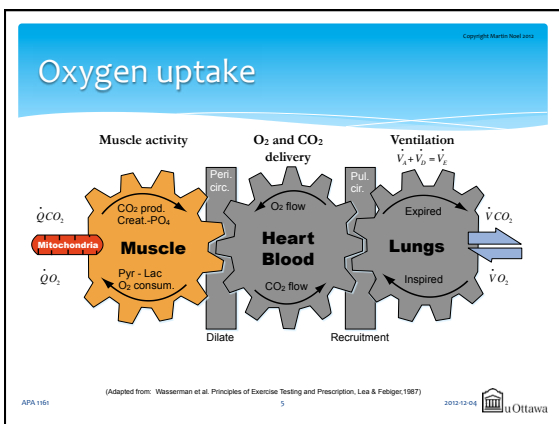 Copyright Martin Noel 2012
Oxygen uptake
Muscle activity
O₂ and CO₂
delivery
Ventilation
V̇A + V̇D = V̇E
Peri.
circ.
Pul.
cir.
Q̇CO₂
CO₂ prod.
Creat.-PO₄
O₂ flow
Expired
V̇CO₂
Mitochondria
Muscle
Heart
Blood
Lungs
Q̇O₂
Pyr - Lac
O₂ consum.
CO₂ flow
Inspired
V̇O₂
Dilate
Recruitment
(Adapted from: Wasserman et al. Principles of Exercise Testing and Prescription, Lea & Febiger,1987)
APA 1161
5
2012-12-04
uOttawa